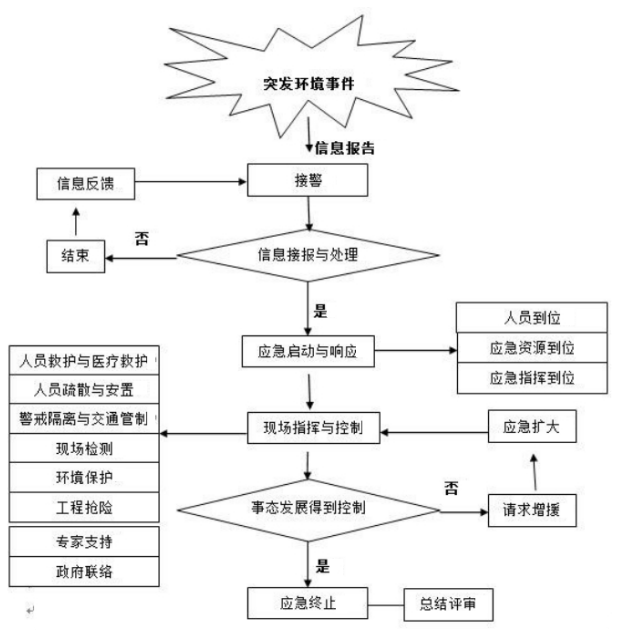 突发环境事件
信息报告
信息反馈
接警
否
结束
信息接报与处理
是
人员到位
应急启动与响应
应急资源到位
应急指挥到位
人员救护与医疗救护
人员疏散与安置
警戒隔离与交通管制
现场检测
环境保护
工程抢险
专家支持
政府联络
现场指挥与控制
应急扩大
事态发展得到控制
否
请求增援
是
应急终止
总结评审